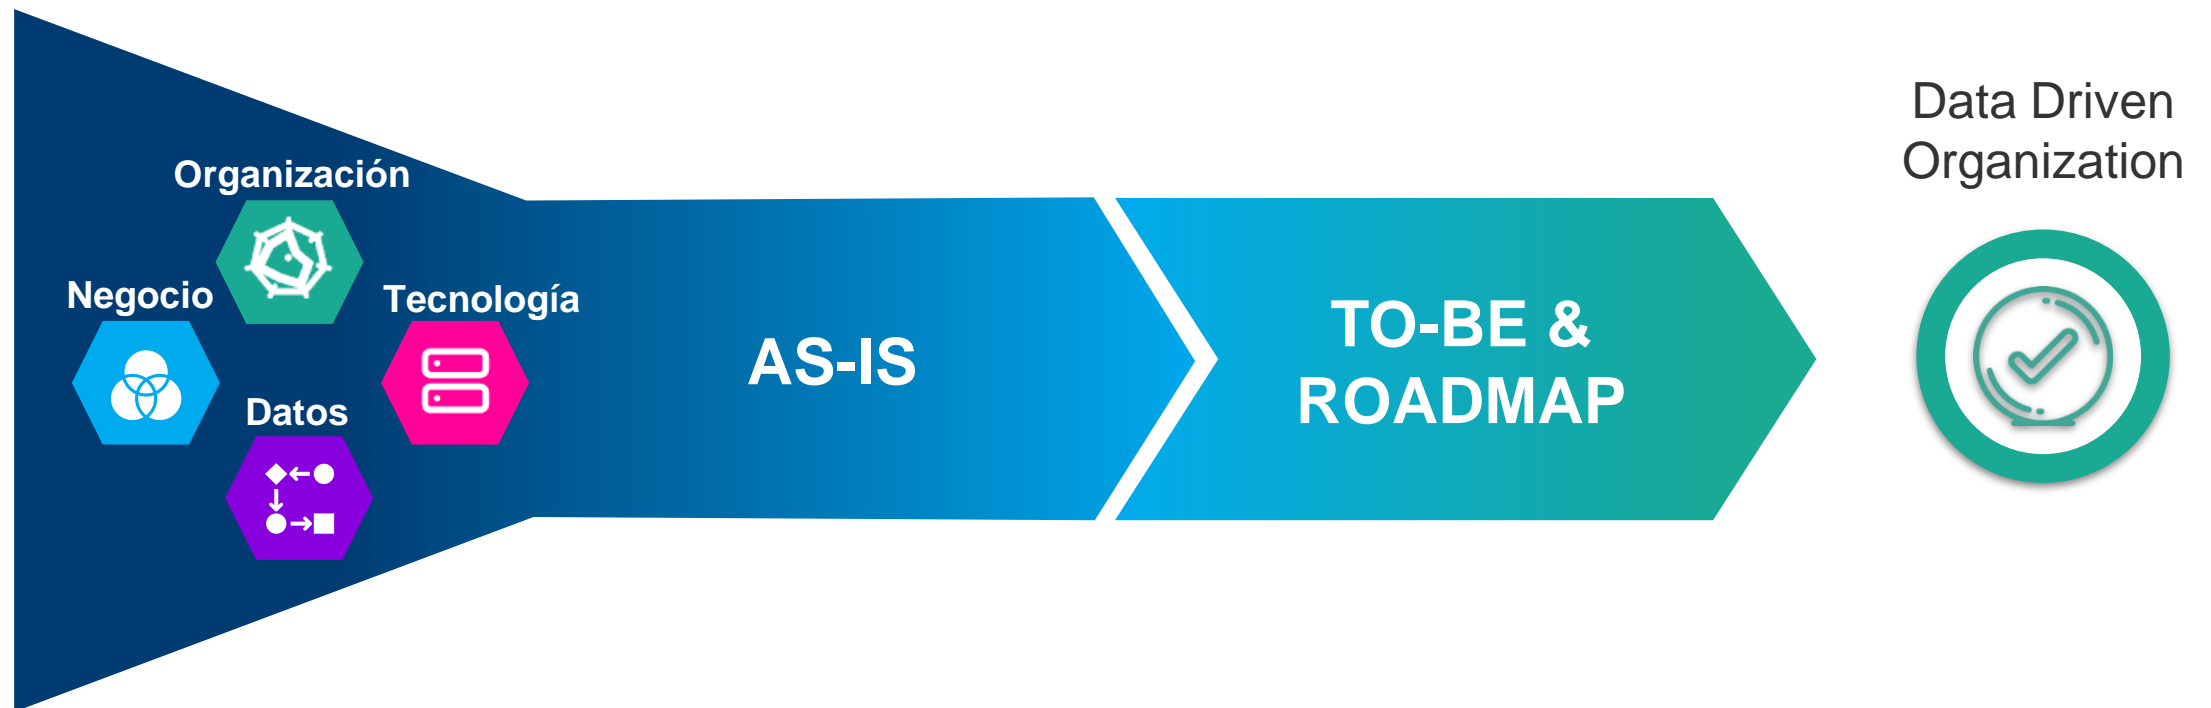 Organización
Negocio
Tecnología
Datos
AS-IS
TO-BE &
ROADMAP
Data Driven
Organization